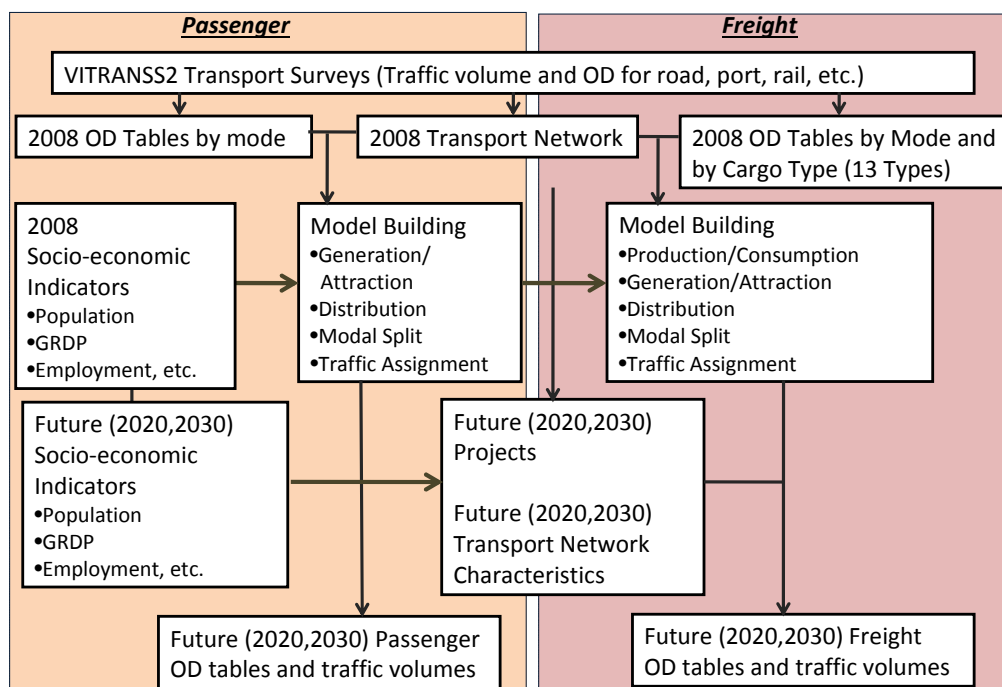 Passenger
Freight
VITRANSS2 Transport Surveys (Traffic volume and OD for road, port, rail, etc.)
2008 OD Tables by mode
2008 Transport Network
2008 OD Tables by Mode and
by Cargo Type (13 Types)
2008
Socio-economic
Indicators
•Population
•GRDP
•Employment, etc.
Model Building
•Generation/
Attraction
•Distribution
•Modal Split
•Traffic Assignment
Model Building
•Production/Consumption
•Generation/Attraction
•Distribution
•Modal Split
•Traffic Assignment
Future (2020,2030)
Socio-economic
Indicators
•Population
•GRDP
•Employment, etc.
Future (2020,2030)
Projects
Future (2020,2030)
Transport Network
Characteristics
Future (2020,2030) Passenger
OD tables and traffic volumes
Future (2020,2030) Freight
OD tables and traffic volumes